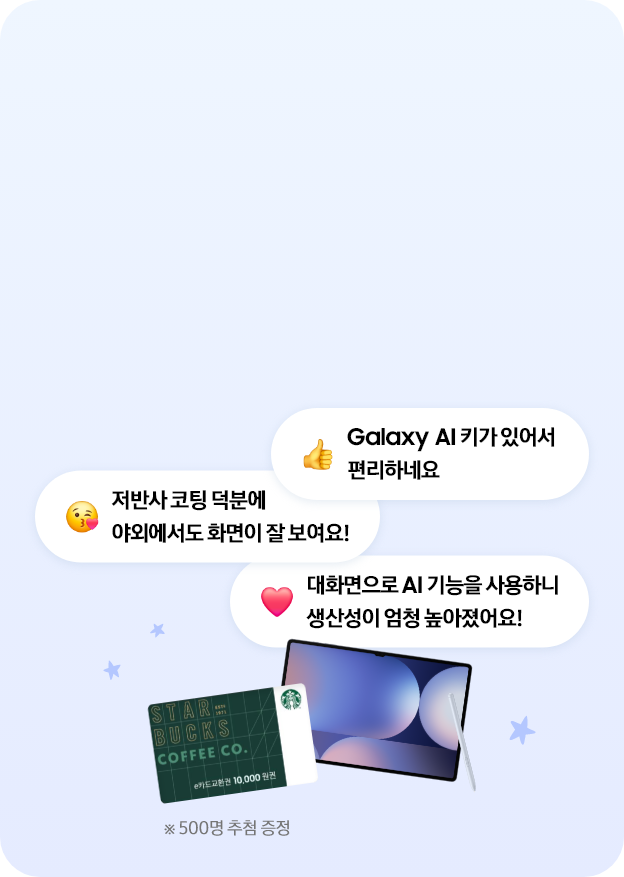 Galaxy AI 키가 있어서
편리하네요
저반사 코팅 덕분에
야외에서도 화면이 잘 보여요!
대화면으로 AI 기능을 사용하니
생산성이 엄청 높아졌어요!
STAR
BUCKS
COFFEE CO.
e카드교환권 10,000 원권
※ 500명 추첨 증정